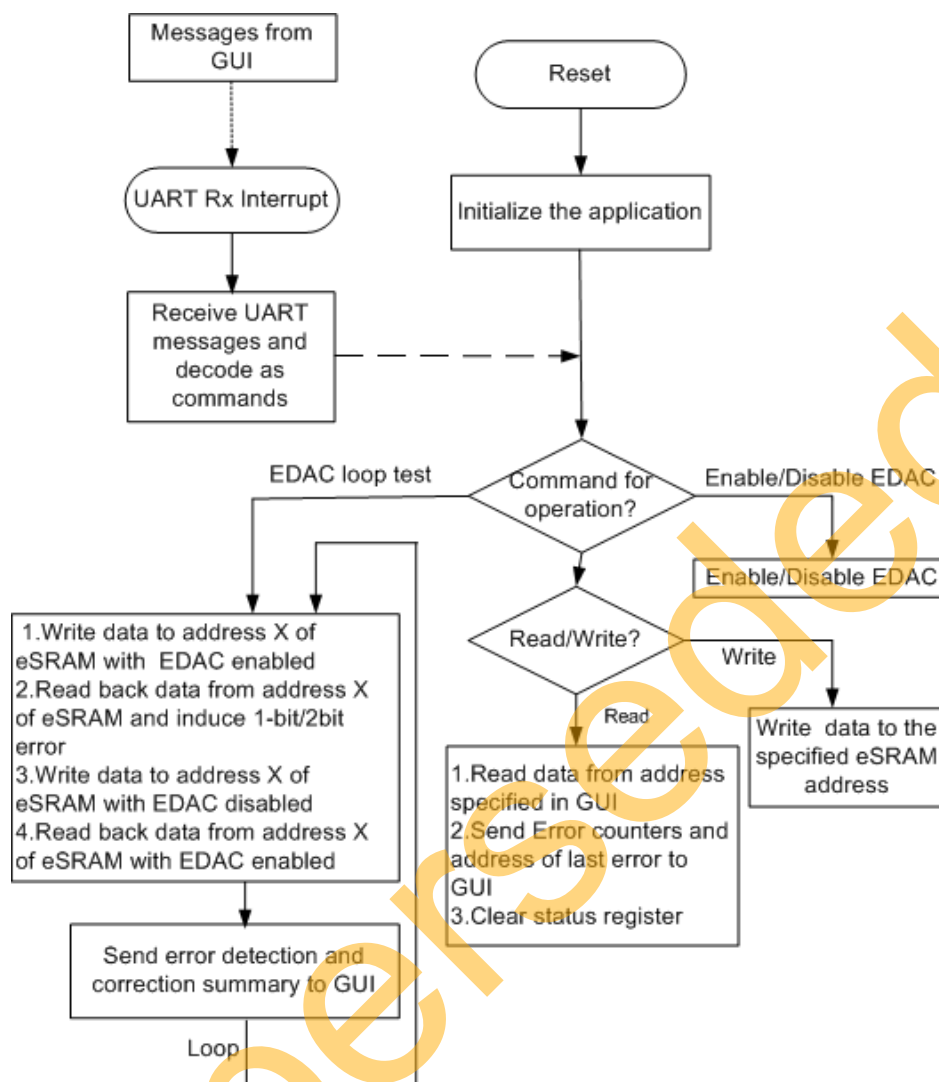 Messages from
GUI
Reset
UART Rx Interrupt
Initialize the application
Receive UART
messages and
decode as
commands
EDAC loop test
Command for
operation?
Enable/Disable EDAC
Enable/Disable EDAC
1.Write data to address X of
eSRAM with EDAC enabled
2.Read back data from address X
of eSRAM and induce 1-bit/2bit
error
3.Write data to address X of
eSRAM with EDAC disabled
4.Read back data from address X
of eSRAM with EDAC enabled
Read/Write?
Write
Read
Write data to the
specified eSRAM
address
1.Read data from address
specified in GUI
2.Send Error counters and
address of last error to
GUI
3.Clear status register
Send error detection and
correction summary to GUI
Loop
perseded